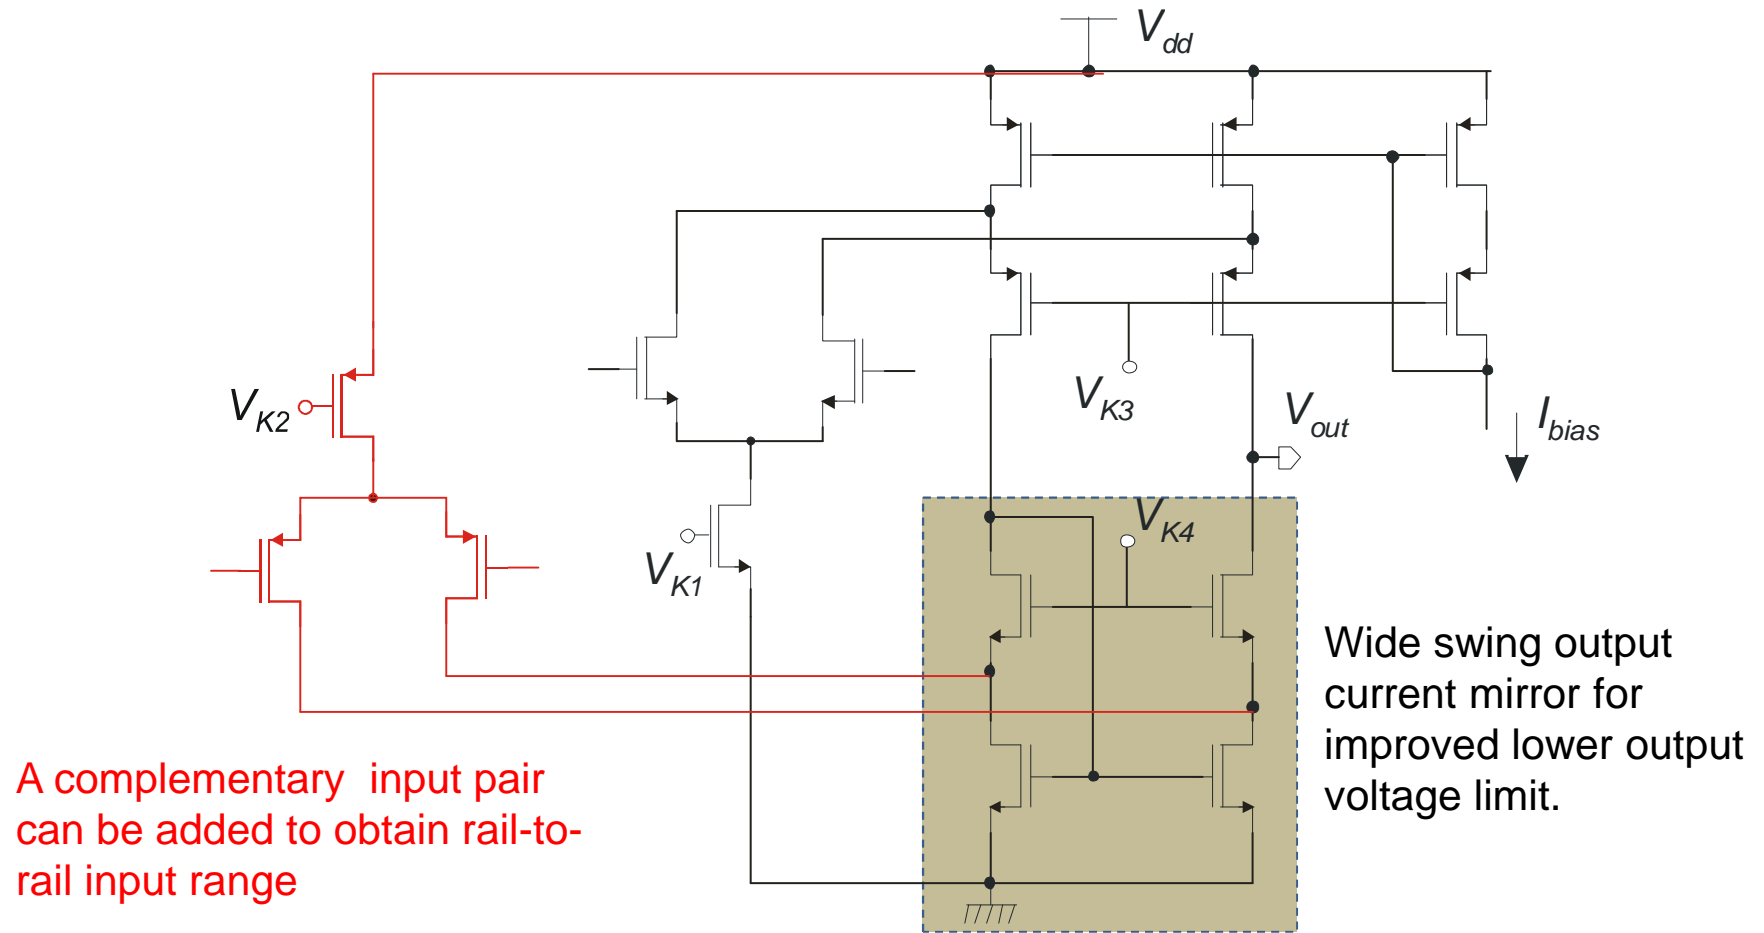 Vdd
VK2
VK3
Vout
Ibias
VK1
VK4
Wide swing output
current mirror for
improved lower output
voltage limit.
A complementary input pair
can be added to obtain rail-to-
rail input range